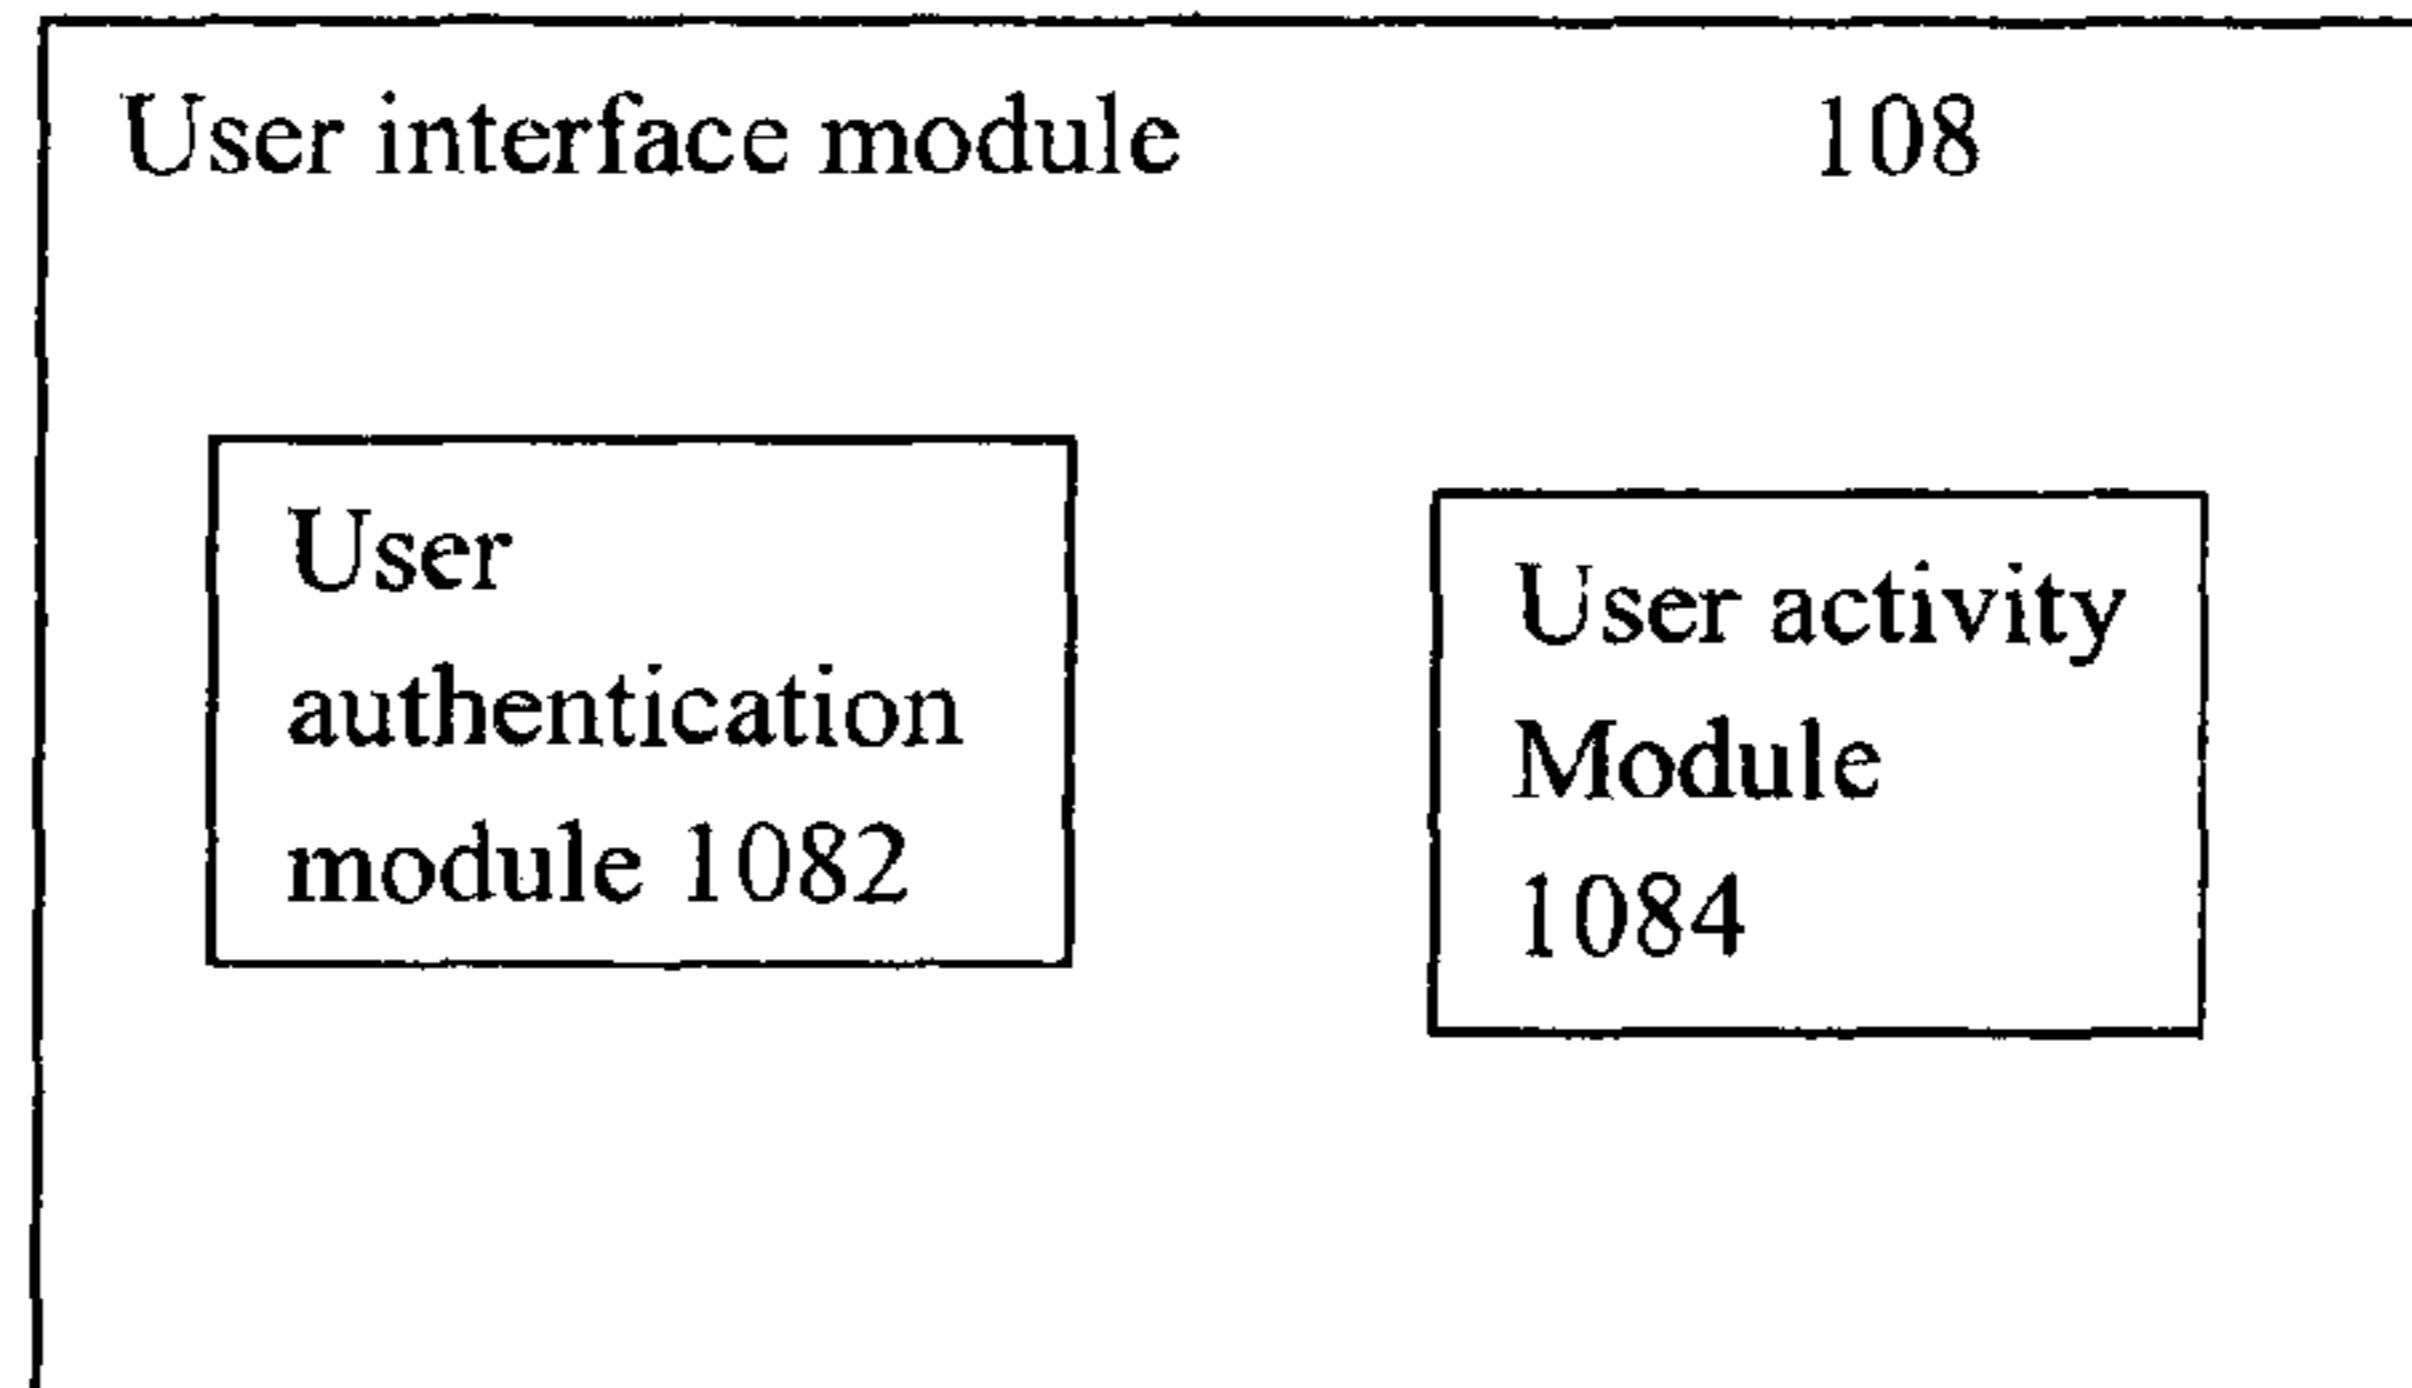 User interface module 108
User
authentication
module 1082
User activity
Module
1084